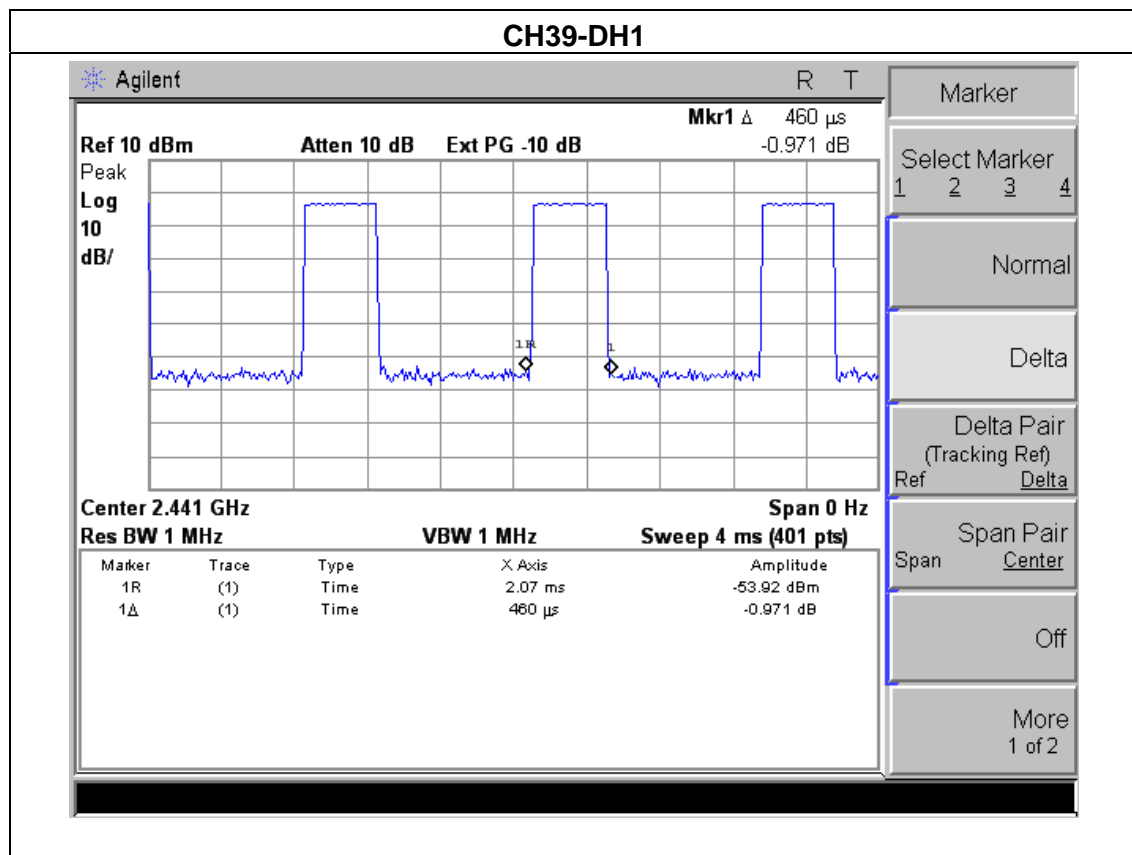 CH39-DH1
Agilent R T
Mkr1 Δ 460 µs
Ref 10 dBm Atten 10 dB Ext PG -10 dB -0.971 dB
Peak
Log
10
dB/
1R
1
Center 2.441 GHz Span 0 Hz
Res BW 1 MHz VBW 1 MHz Sweep 4 ms (401 pts)
Marker Trace Type X Axis Amplitude
1R (1) Time 2.07 ms -53.92 dBm
1Δ (1) Time 460 µs -0.971 dB
Marker
Select Marker
1 2 3 4
Normal
Delta
Delta Pair
(Tracking Ref)
Ref Delta
Span Pair
Span Center
Off
More
1 of 2